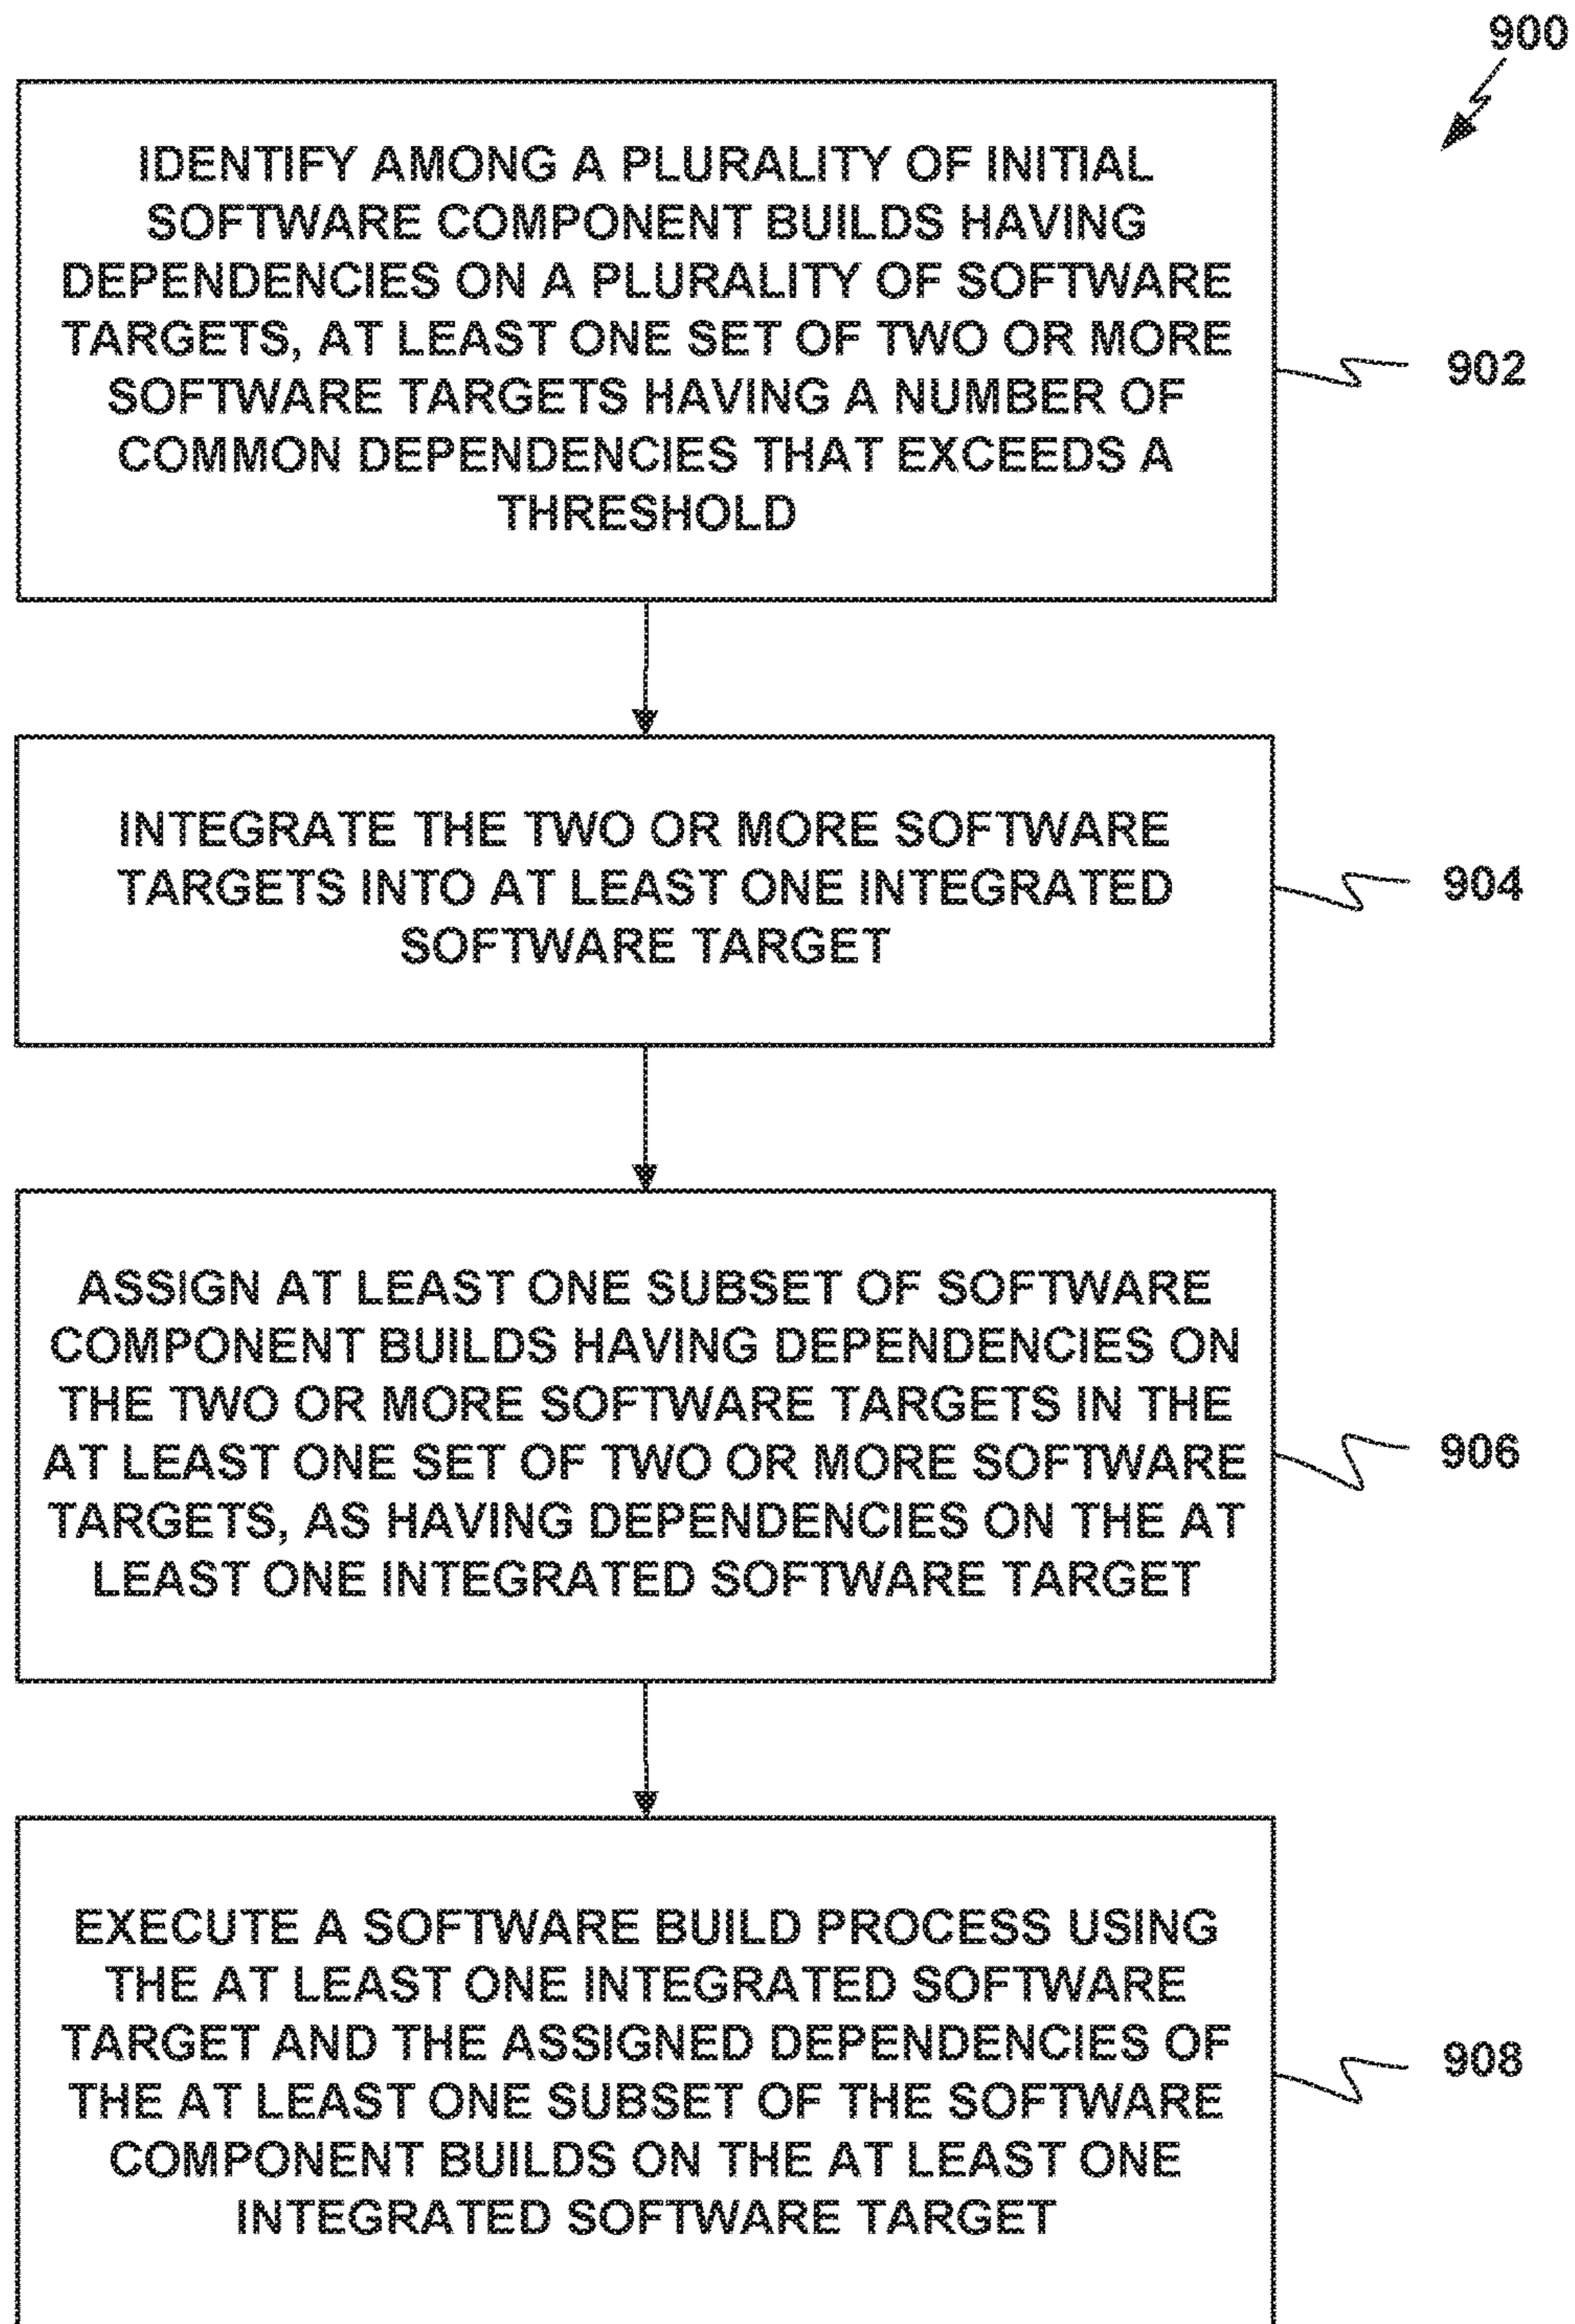 900
IDENTIFY AMONG A PLURALITY OF INITIAL
SOFTWARE COMPONENT BUILDS HAVING
DEPENDENCIES ON A PLURALITY OF SOFTWARE
TARGETS, AT LEAST ONE SET OF TWO OR MORE
SOFTWARE TARGETS HAVING A NUMBER OF
COMMON DEPENDENCIES THAT EXCEEDS A
THRESHOLD
902
INTEGRATE THE TWO OR MORE SOFTWARE
TARGETS INTO AT LEAST ONE INTEGRATED
SOFTWARE TARGET
904
ASSIGN AT LEAST ONE SUBSET OF SOFTWARE
COMPONENT BUILDS HAVING DEPENDENCIES ON
THE TWO OR MORE SOFTWARE TARGETS IN THE
AT LEAST ONE SET OF TWO OR MORE SOFTWARE
TARGETS, AS HAVING DEPENDENCIES ON THE AT
LEAST ONE INTEGRATED SOFTWARE TARGET
906
EXECUTE A SOFTWARE BUILD PROCESS USING
THE AT LEAST ONE INTEGRATED SOFTWARE
TARGET AND THE ASSIGNED DEPENDENCIES OF
THE AT LEAST ONE SUBSET OF THE SOFTWARE
COMPONENT BUILDS ON THE AT LEAST ONE
INTEGRATED SOFTWARE TARGET
908